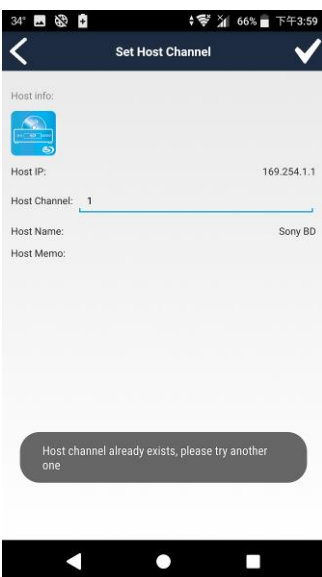 34° 66% 下午3:59
Set Host Channel
Host info:
Host IP: 169.254.1.1
Host Channel: 1
Host Name: Sony BD
Host Memo:
Host channel already exists, please try another
one